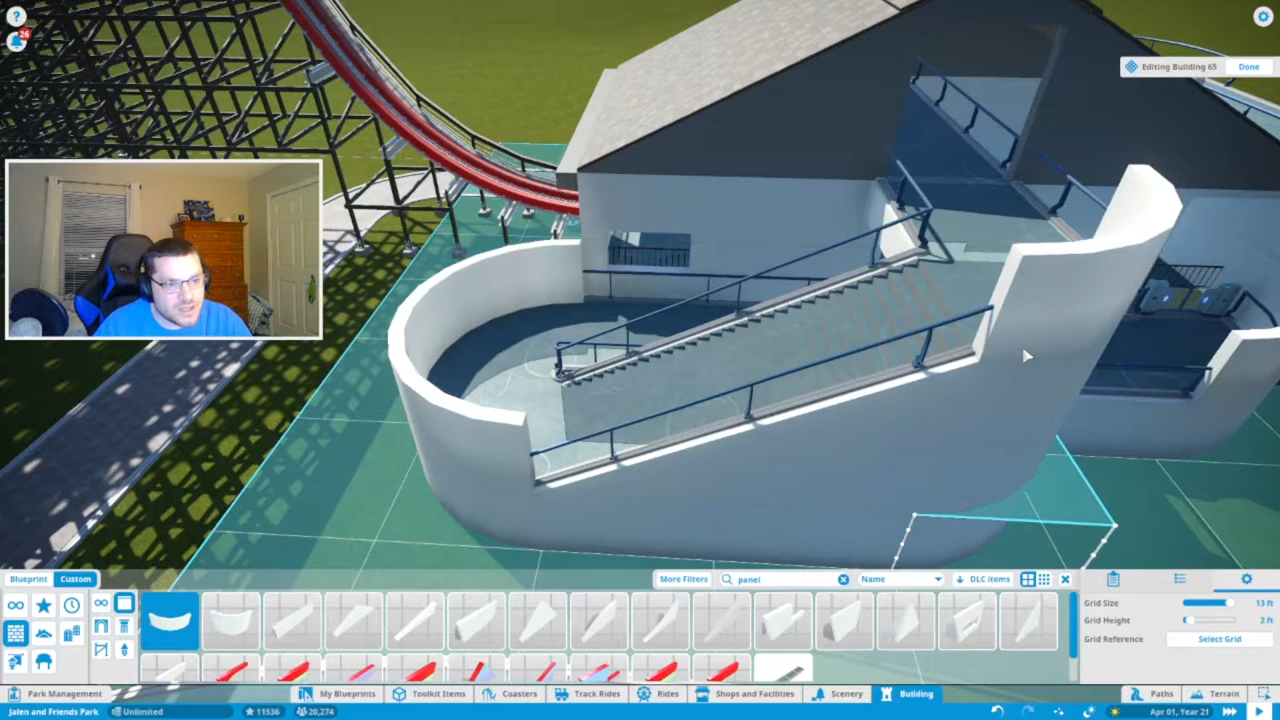 ?
26
Editing Building 65 Done
Blueprint Custom
More Filters panel Name DLC Items
Grid Size 13 ft
Grid Height 2 ft
Grid Reference Select Grid
Park Management My Blueprints Toolkit Items Coasters Track Rides Rides Shops and Facilities Scenery Building Paths Terrain
Jalen and Friends Park Unlimited 11536 20,274 Apr 01, Year 21